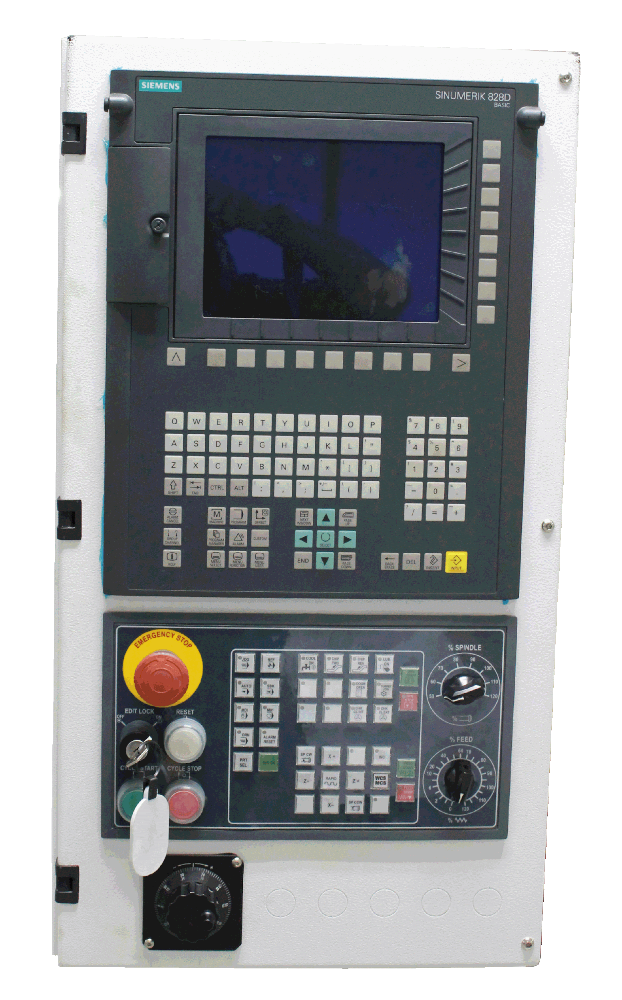 SIEMENS
SINUMERIK 828D
BASIC
∧
>
Q W E R T Y U I O P
& 7 * 8 ( 9
A S D F G H J K L ' "
$ 4 % 5 ^ 6
Z X C V B N M ` * { [ } ]
! 1 @ 2 # 3
SHIFT TAB CTRL ALT | : < , > ; +/− \ ( )
_ − ) 0 > .
? / = ~ +
ALARM CANCEL
MACHINE
PROGRAM
OFFSET
NEXT WINDOW
PAGE UP
1...n GROUP CHANNEL
PROGRAM MANAGER
ALARM
CUSTOM
SELECT
HELP
MENU SELECT
MENU FUNCTION
MENU USER
END
PAGE DOWN
BACK SPACE
DEL
INSERT
INPUT
EMERGENCY STOP
EDIT LOCK
OFF
ON
RESET
CYCLE STOP
JOG
REF
COOL ON
CHIP FWD
CHIP REV
LUB ON
AUTO
SBK
DOOR OPEN
TURRET JOG
SPN STOP
MDI
M01
CHK CL INT
CHK CL EXT
DRN
ALARM RESET
PRT SEL
SP CW
X+
INC
Z−
RAPID
Z+
WCS MCS
FEED STOP
X−
SP CCW
% SPINDLE
50 60 70 80 90 100 110 120
%
% FEED
0 2 6 10 20 40 60 70 80 90 100 110 120
%
− +